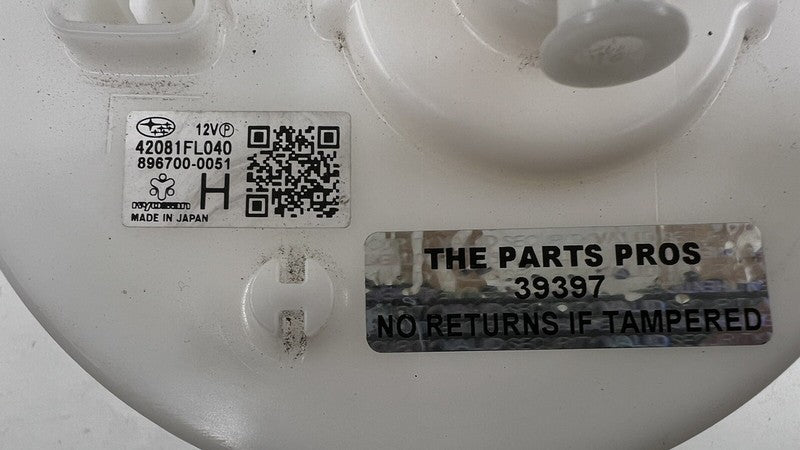 12V Ⓟ
42081FL040
896700-0051
H
MADE IN JAPAN
THE PARTS PROS
39397
NO RETURNS IF TAMPERED